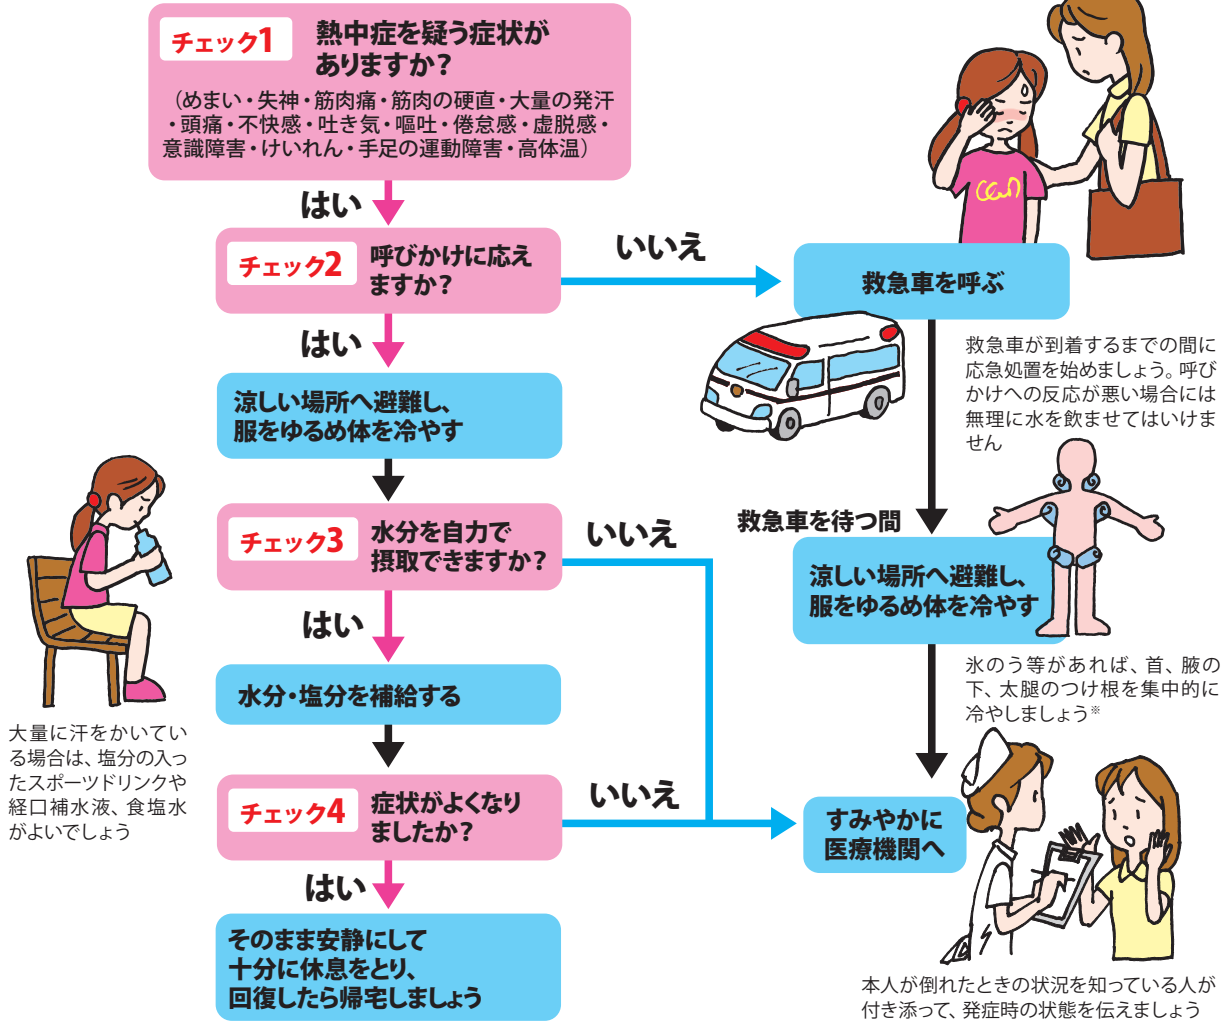 チェック1
熱中症を疑う症状が
ありますか？
（めまい・失神・筋肉痛・筋肉の硬直・大量の発汗
・頭痛・不快感・吐き気・嘔吐・倦怠感・虚脱感・
意識障害・けいれん・手足の運動障害・高体温）
はい
チェック2
呼びかけに応え
ますか？
いいえ
救急車を呼ぶ
救急車が到着するまでの間に
応急処置を始めましょう。呼び
かけへの反応が悪い場合には
無理に水を飲ませてはいけま
せん
はい
涼しい場所へ避難し、
服をゆるめ体を冷やす
救急車を待つ間
涼しい場所へ避難し、
服をゆるめ体を冷やす
氷のう等があれば、首、腋の
下、太腿のつけ根を集中的に
冷やしましょう※
チェック3
水分を自力で
摂取できますか？
いいえ
はい
水分・塩分を補給する
大量に汗をかいてい
る場合は、塩分の入っ
たスポーツドリンクや
経口補水液、食塩水
がよいでしょう
チェック4
症状がよくなり
ましたか？
いいえ
すみやかに
医療機関へ
はい
そのまま安静にして
十分に休息をとり、
回復したら帰宅しましょう
本人が倒れたときの状況を知っている人が
付き添って、発症時の状態を伝えましょう